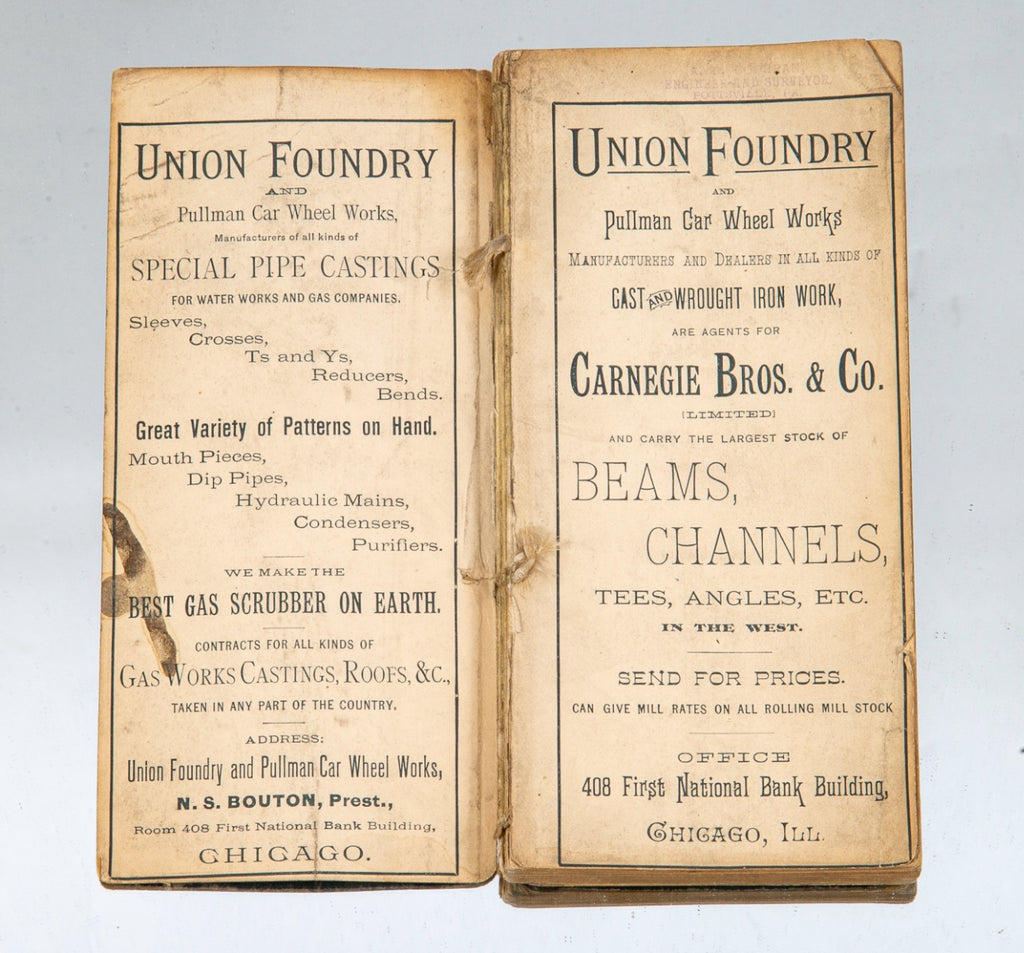 UNION FOUNDRY
AND
Pullman Car Wheel Works,
Manufacturers of all kinds of
SPECIAL PIPE CASTINGS
FOR WATER WORKS AND GAS COMPANIES.
Sleeves,
Crosses,
Ts and Ys,
Reducers,
Bends.
Great Variety of Patterns on Hand.
Mouth Pieces,
Dip Pipes,
Hydraulic Mains,
Condensers,
Purifiers.
WE MAKE THE
BEST GAS SCRUBBER ON EARTH.
CONTRACTS FOR ALL KINDS OF
GAS WORKS CASTINGS, ROOFS, &C.,
TAKEN IN ANY PART OF THE COUNTRY.
ADDRESS:
Union Foundry and Pullman Car Wheel Works,
N. S. BOUTON, Prest.,
Room 408 First National Bank Building,
CHICAGO.
ENGINEER AND SURVEYOR
POTTSVILLE, PA.
UNION FOUNDRY
AND
Pullman Car Wheel Works
MANUFACTURERS AND DEALERS IN ALL KINDS OF
CAST AND WROUGHT IRON WORK,
ARE AGENTS FOR
CARNEGIE BROS. & CO.
[LIMITED]
AND CARRY THE LARGEST STOCK OF
BEAMS,
CHANNELS,
TEES, ANGLES, ETC.
IN THE WEST.
SEND FOR PRICES.
CAN GIVE MILL RATES ON ALL ROLLING MILL STOCK
OFFICE
408 First National Bank Building,
CHICAGO, ILL.